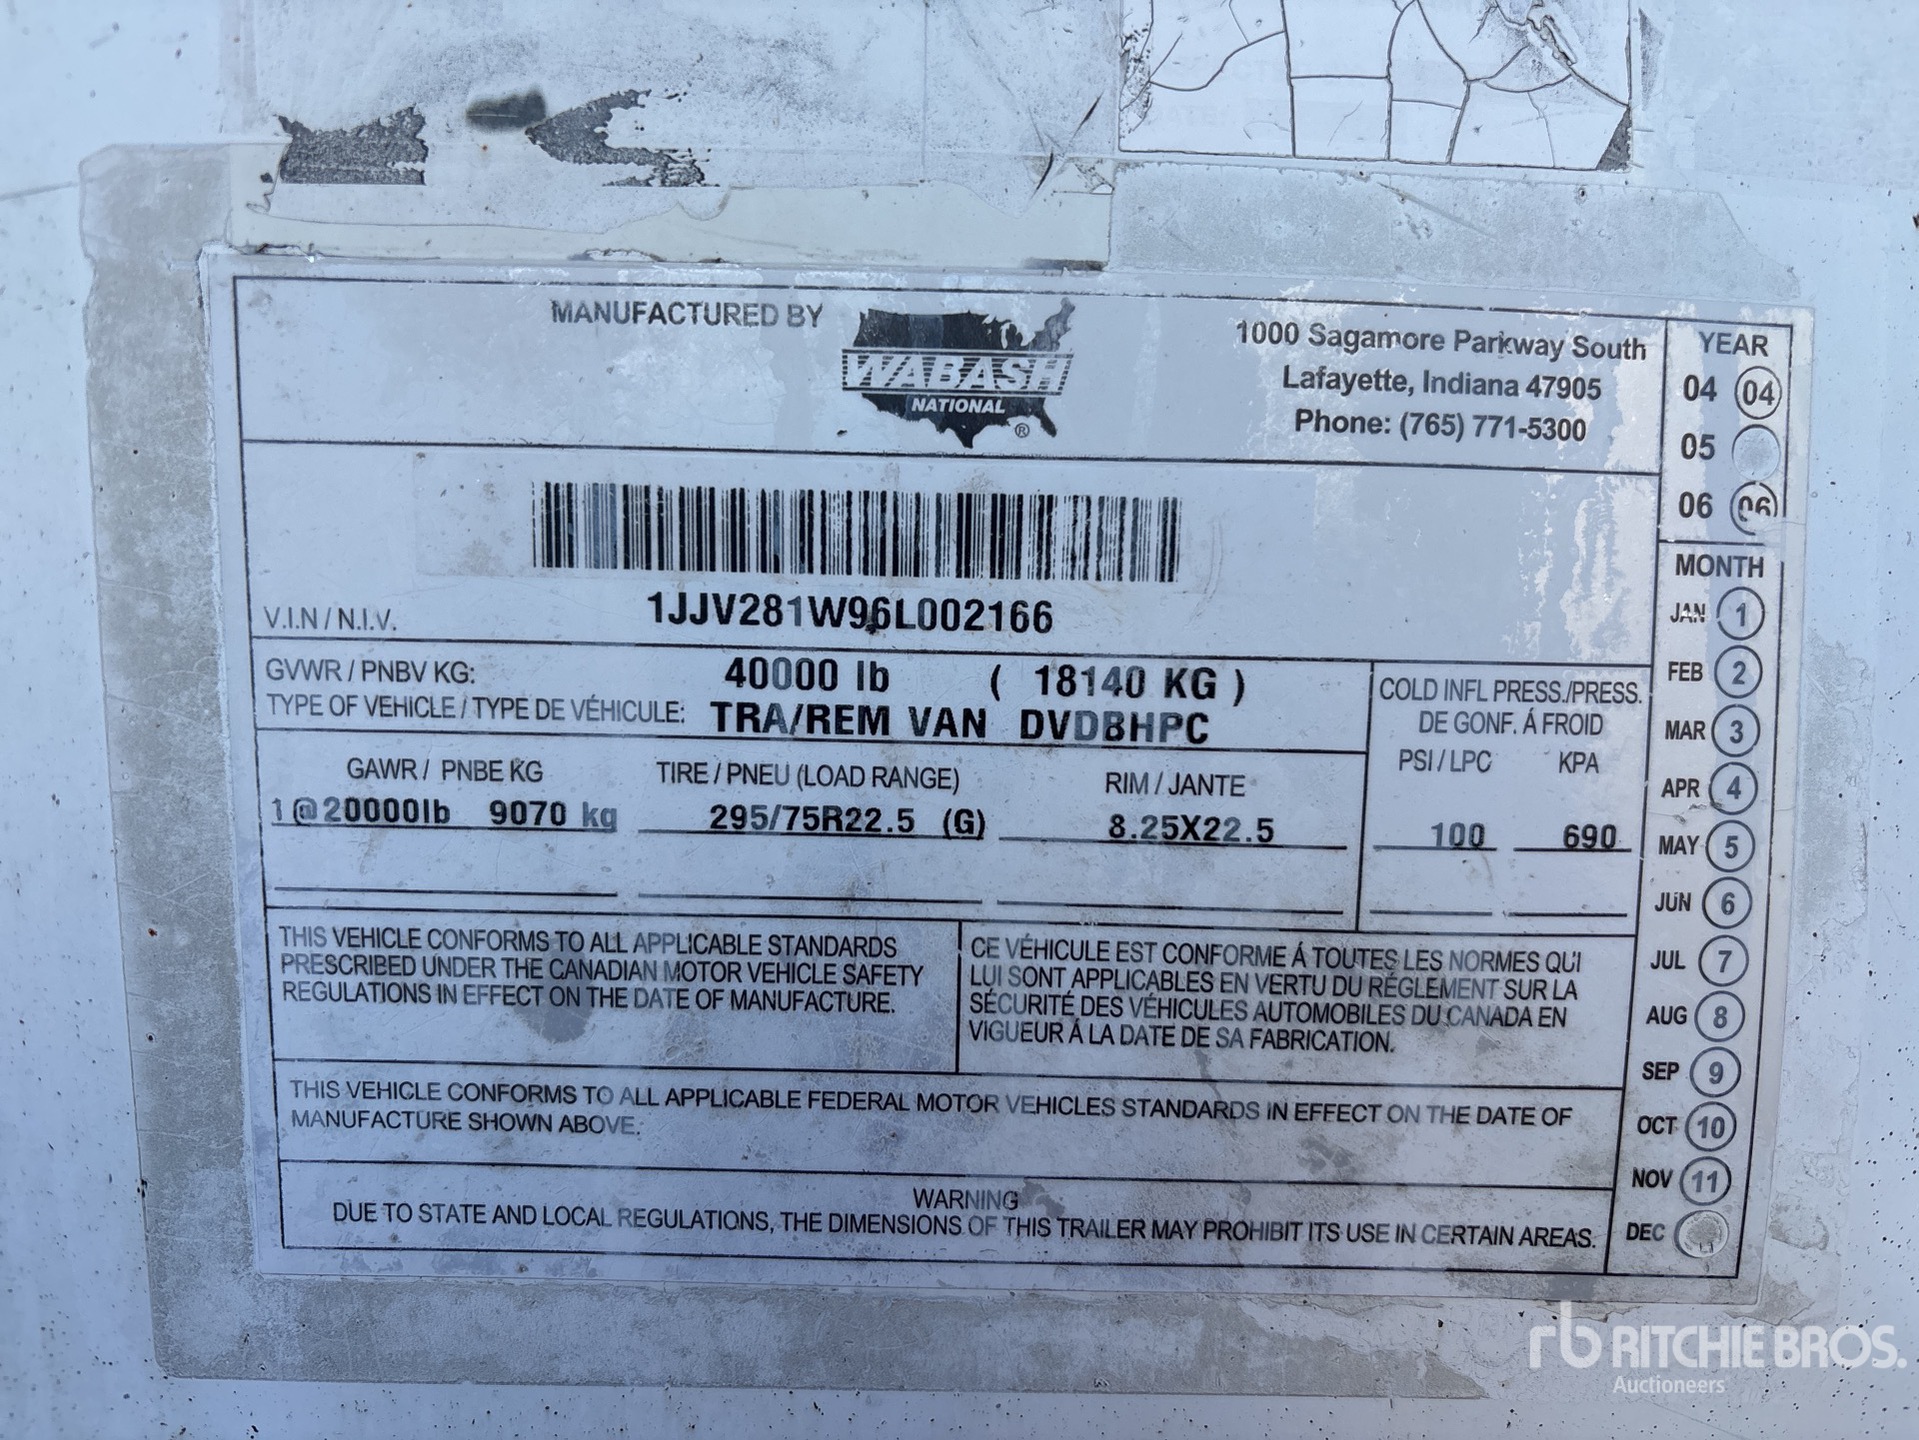 MANUFACTURED BY
WABASH
NATIONAL
®
1000 Sagamore Parkway South
Lafayette, Indiana 47905
Phone: (765) 771-5300
YEAR
04 04
05
06 06
V.I.N / N.I.V.
1JJV281W96L002166
GVWR / PNBV KG: 40000 lb ( 18140 KG )
TYPE OF VEHICLE / TYPE DE VÉHICULE: TRA/REM VAN DVDBHPC
COLD INFL PRESS./PRESS.
DE GONF. Á FROID
PSI / LPC KPA
100 690
GAWR / PNBE KG TIRE / PNEU (LOAD RANGE) RIM / JANTE
1@20000lb 9070 kg 295/75R22.5 (G) 8.25X22.5
THIS VEHICLE CONFORMS TO ALL APPLICABLE STANDARDS
PRESCRIBED UNDER THE CANADIAN MOTOR VEHICLE SAFETY
REGULATIONS IN EFFECT ON THE DATE OF MANUFACTURE.
CE VÉHICULE EST CONFORME Á TOUTES LES NORMES QUI
LUI SONT APPLICABLES EN VERTU DU RÉGLEMENT SUR LA
SÉCURITÉ DES VÉHICULES AUTOMOBILES DU CANADA EN
VIGUEUR Á LA DATE DE SA FABRICATION.
THIS VEHICLE CONFORMS TO ALL APPLICABLE FEDERAL MOTOR VEHICLES STANDARDS IN EFFECT ON THE DATE OF
MANUFACTURE SHOWN ABOVE.
WARNING
DUE TO STATE AND LOCAL REGULATIONS, THE DIMENSIONS OF THIS TRAILER MAY PROHIBIT ITS USE IN CERTAIN AREAS.
MONTH
JAN 1
FEB 2
MAR 3
APR 4
MAY 5
JUN 6
JUL 7
AUG 8
SEP 9
OCT 10
NOV 11
DEC
rb RITCHIE BROS.
Auctioneers